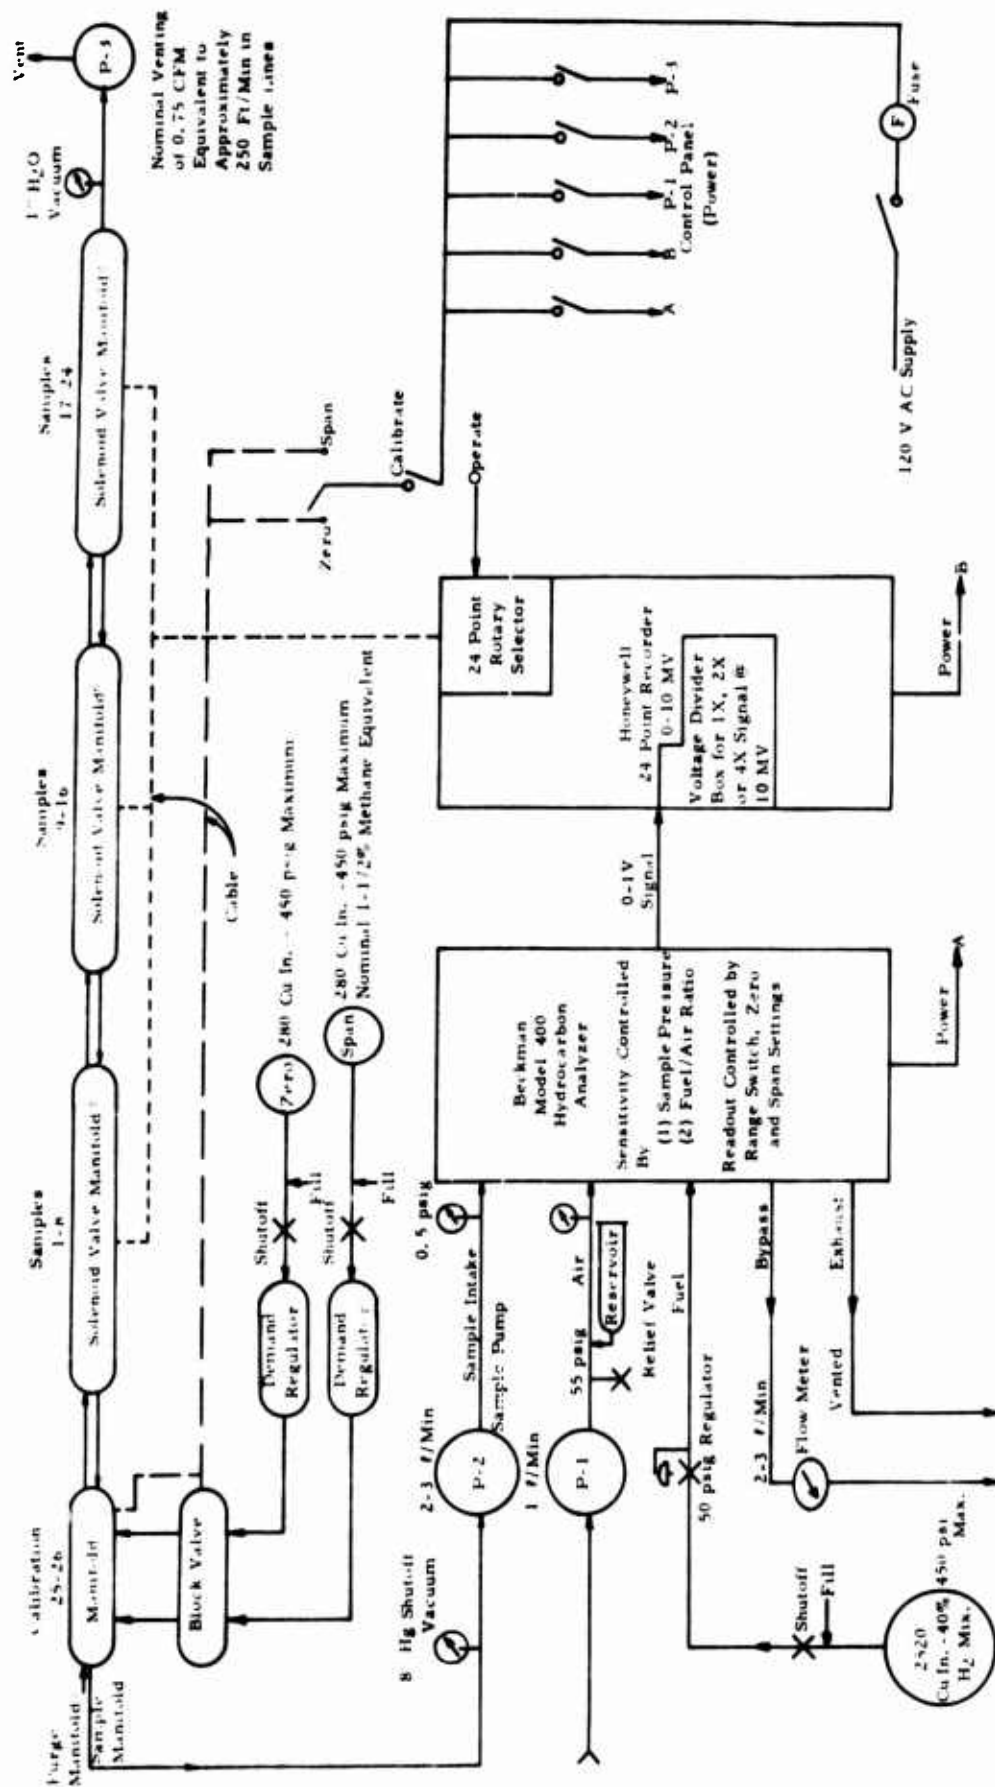 Vent
P-3
1" H2O
Vacuum
Nominal Venting
of 0.75 CFM
Equivalent to
Approximately
250 Ft/Min in
Sample Lines
Samples
17-24
Solenoid Valve Manifold
Samples
9-16
Solenoid Valve Manifold
Samples
1-8
Solenoid Valve Manifold
Calibration
25-26
Manifold
Purge
Manifold
Sample
Manifold
Block Valve
Cable
Demand
Regulator
Shutoff
Fill
Zero
280 Cu In. - 450 psig Maximum
Demand
Regulator
Shutoff
Fill
Span
280 Cu In. -450 psig Maximum
Nominal 1-1/2% Methane Equivalent
Zero
Span
Calibrate
Operate
24 Point
Rotary
Selector
A
B
P-1
P-2
P-3
Control Panel
(Power)
F
Fuse
120 V AC Supply
8 Hg Shutoff
Vacuum
2-3 ℓ/Min
P-2
Sample Pump
Sample Intake
0.5 psig
1 ℓ/Min
P-1
55 psig
Air
Reservoir
Relief Valve
Fuel
50 psig Regulator
Beckman
Model 400
Hydrocarbon
Analyzer
Sensitivity Controlled
By
(1) Sample Pressure
(2) Fuel/Air Ratio
Readout Controlled by
Range Switch, Zero
and Span Settings
0-1V
Signal
Honeywell
24 Point Recorder
0-10 MV
Voltage Divider
Box for 1X, 2X
or 4X Signal @
10 MV
Power
A
Power
B
Bypass
2-3 ℓ/Min
Flow Meter
Exhaust
Vented
Shutoff
Fill
2520
Cu In. -40%
H2 Mix.
450 psi
Max.